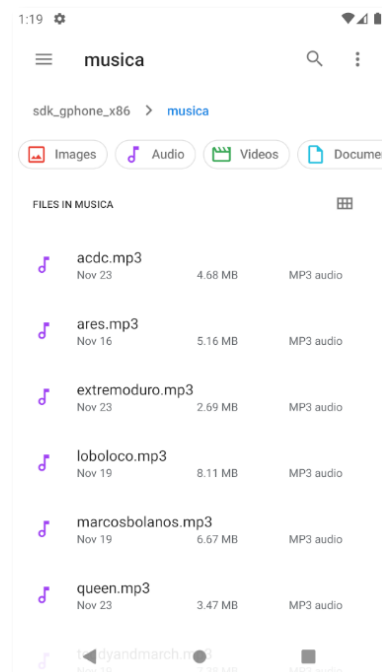 1:19
musica
sdk_gphone_x86 > musica
Images Audio Videos Docume
FILES IN MUSICA
acdc.mp3
Nov 23 4.68 MB MP3 audio
ares.mp3
Nov 16 5.16 MB MP3 audio
extremoduro.mp3
Nov 23 2.69 MB MP3 audio
loboloco.mp3
Nov 19 8.11 MB MP3 audio
marcosbolanos.mp3
Nov 19 6.67 MB MP3 audio
queen.mp3
Nov 23 3.47 MB MP3 audio